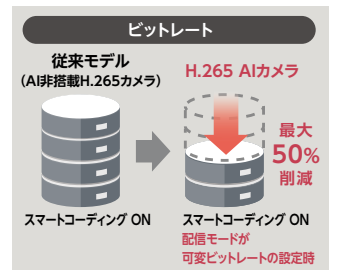 ビットレート
従来モデル
(AI非搭載H.265カメラ)
H.265 AIカメラ
最大
50%
削減
スマートコーディング ON
スマートコーディング ON
配信モードが
可変ビットレートの設定時